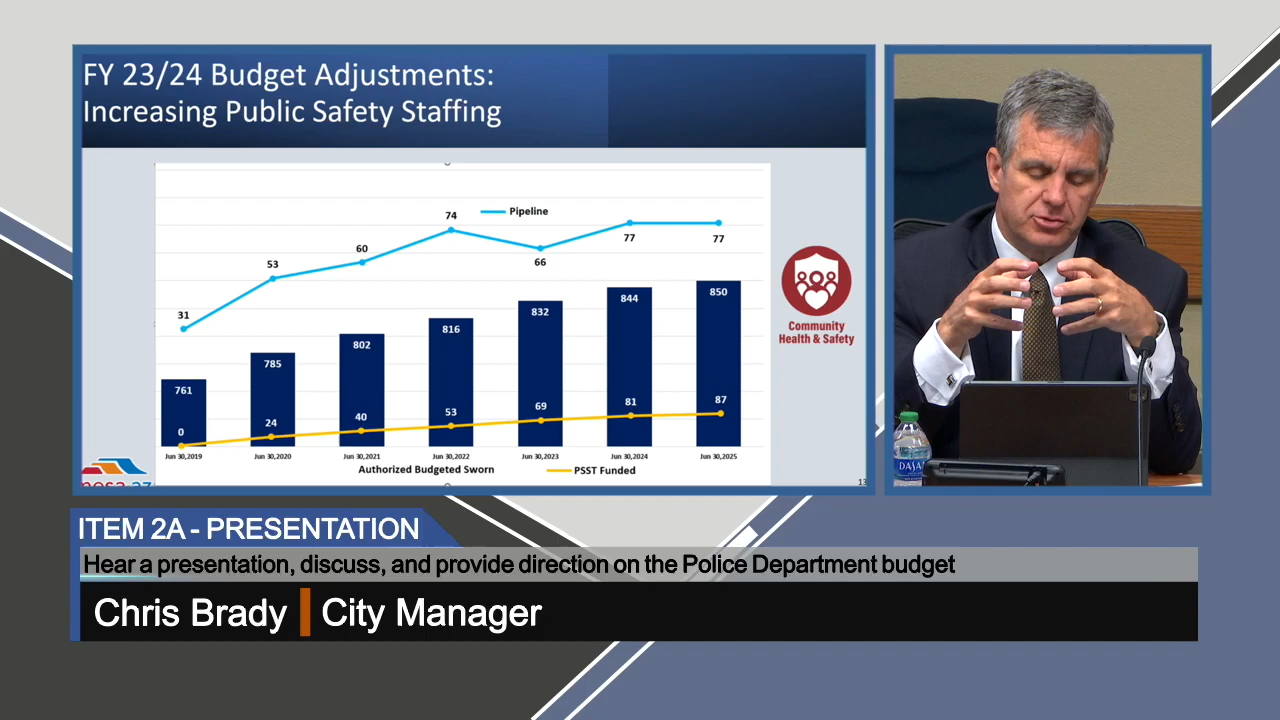 FY 23/24 Budget Adjustments:
Increasing Public Safety Staffing
Pipeline
31
53
60
74
66
77
77
761
785
802
816
832
844
850
0
24
40
53
69
81
87
Jun 30,2019
Jun 30,2020
Jun 30,2021
Jun 30,2022
Jun 30,2023
Jun 30,2024
Jun 30,2025
Authorized Budgeted Sworn
PSST Funded
Community
Health & Safety
13
DASA
ITEM 2A - PRESENTATION
Hear a presentation, discuss, and provide direction on the Police Department budget
Chris Brady
City Manager